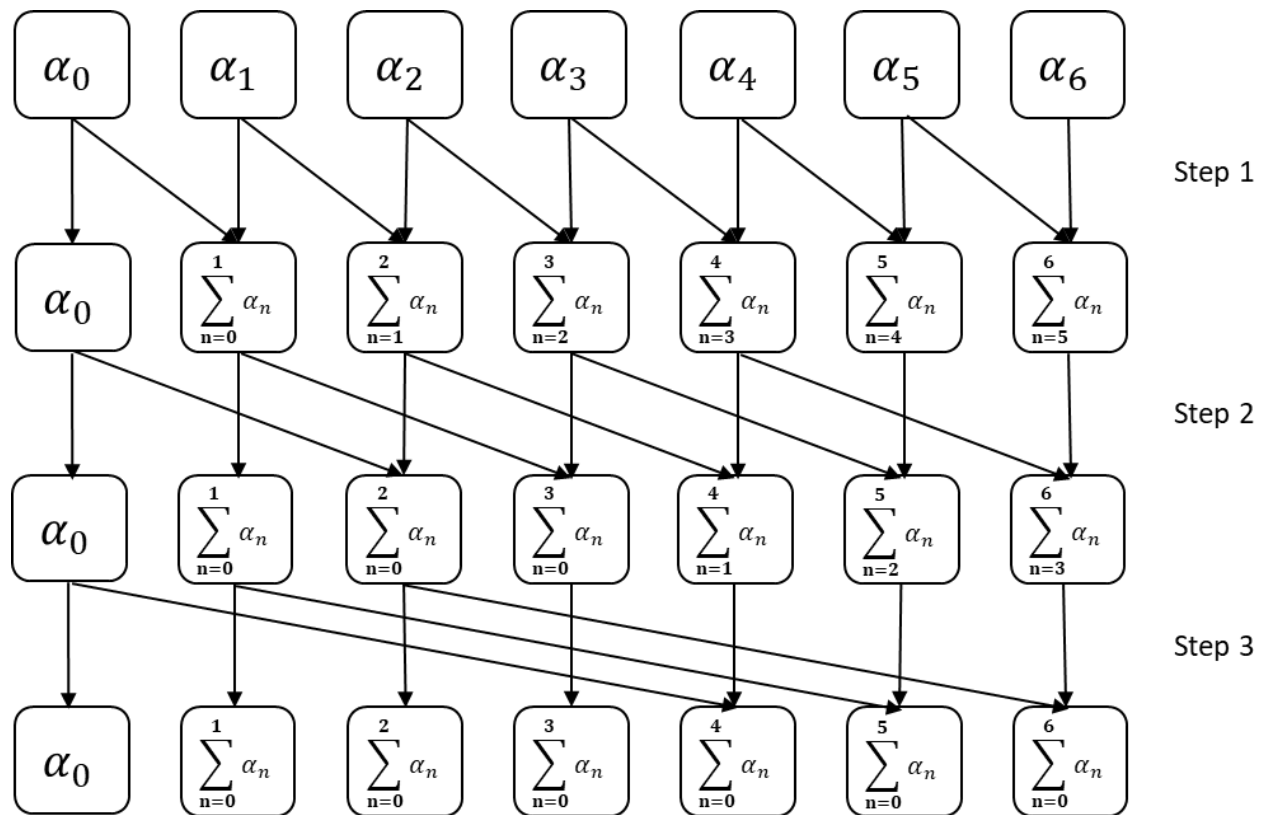 α0 α1 α2 α3 α4 α5 α6
Step 1
1 2 3 4 5 6
α0 ∑ αn ∑ αn ∑ αn ∑ αn ∑ αn ∑ αn
n=0 n=1 n=2 n=3 n=4 n=5
Step 2
1 2 3 4 5 6
α0 ∑ αn ∑ αn ∑ αn ∑ αn ∑ αn ∑ αn
n=0 n=0 n=0 n=1 n=2 n=3
Step 3
1 2 3 4 5 6
α0 ∑ αn ∑ αn ∑ αn ∑ αn ∑ αn ∑ αn
n=0 n=0 n=0 n=0 n=0 n=0